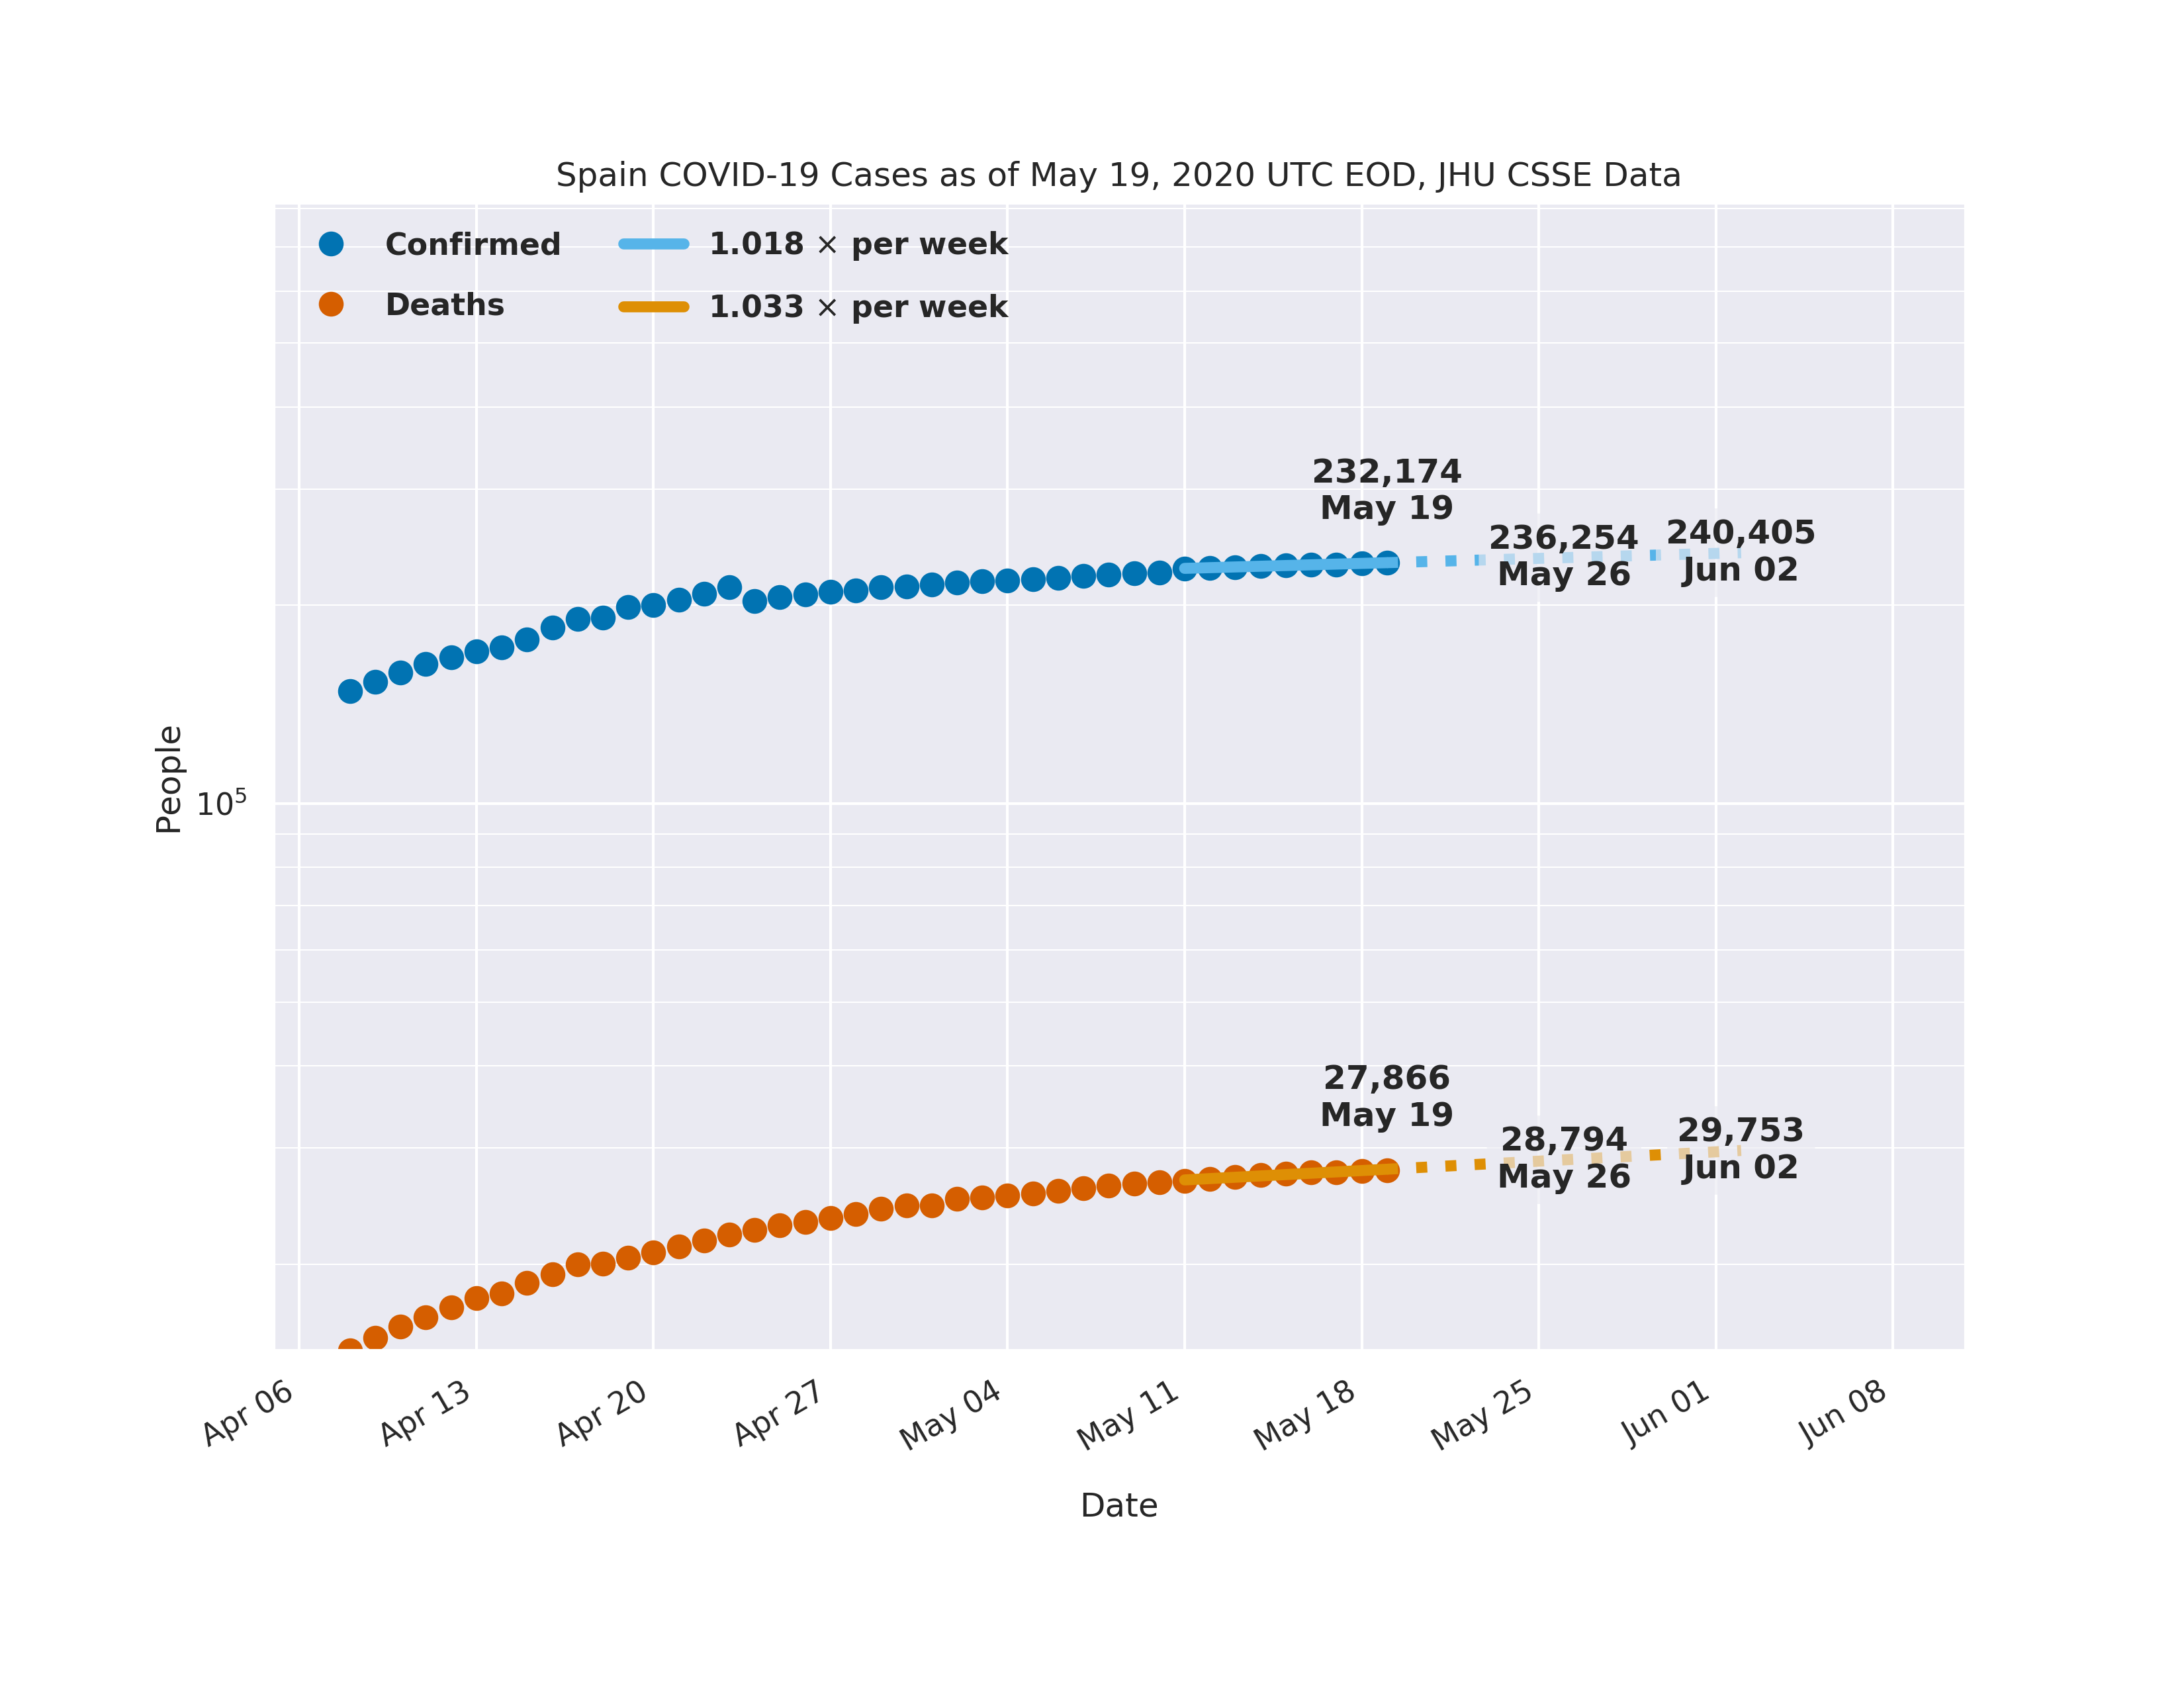 Spain COVID-19 Cases as of May 19, 2020 UTC EOD, JHU CSSE Data
Confirmed
Deaths
1.018 × per week
1.033 × per week
232,174
May 19
236,254
May 26
240,405
Jun 02
People
10⁵
27,866
May 19
28,794
May 26
29,753
Jun 02
Apr 06
Apr 13
Apr 20
Apr 27
May 04
May 11
May 18
May 25
Jun 01
Jun 08
Date